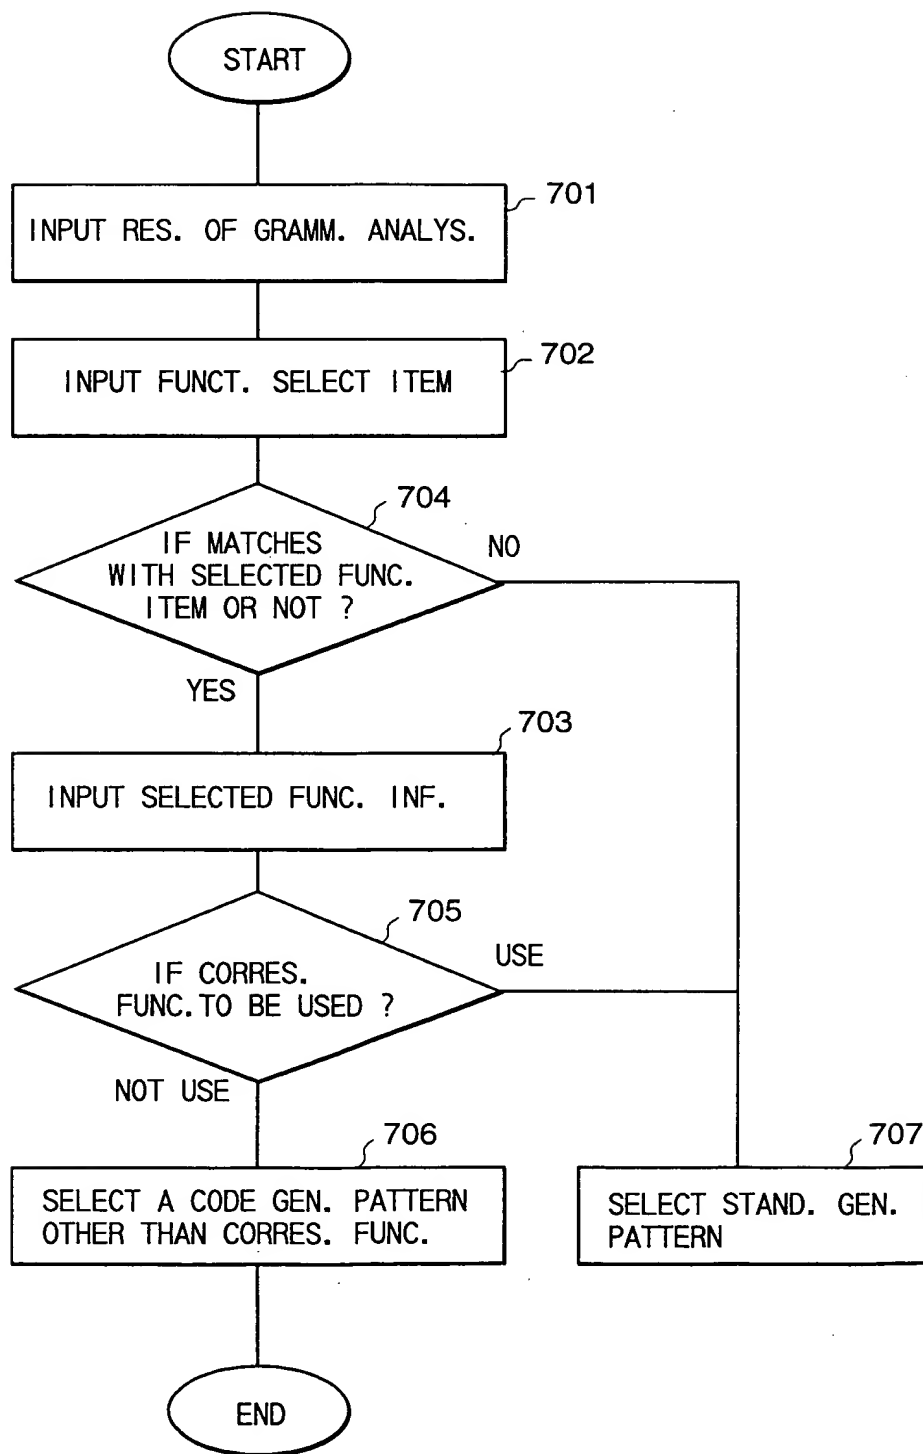 START
701
INPUT RES. OF GRAMM. ANALYS.
702
INPUT FUNCT. SELECT ITEM
704
IF MATCHES
WITH SELECTED FUNC.
ITEM OR NOT ?
NO
YES
703
INPUT SELECTED FUNC. INF.
705
IF CORRES.
FUNC.TO BE USED ?
USE
NOT USE
706
SELECT A CODE GEN. PATTERN
OTHER THAN CORRES. FUNC.
707
SELECT STAND. GEN.
PATTERN
END